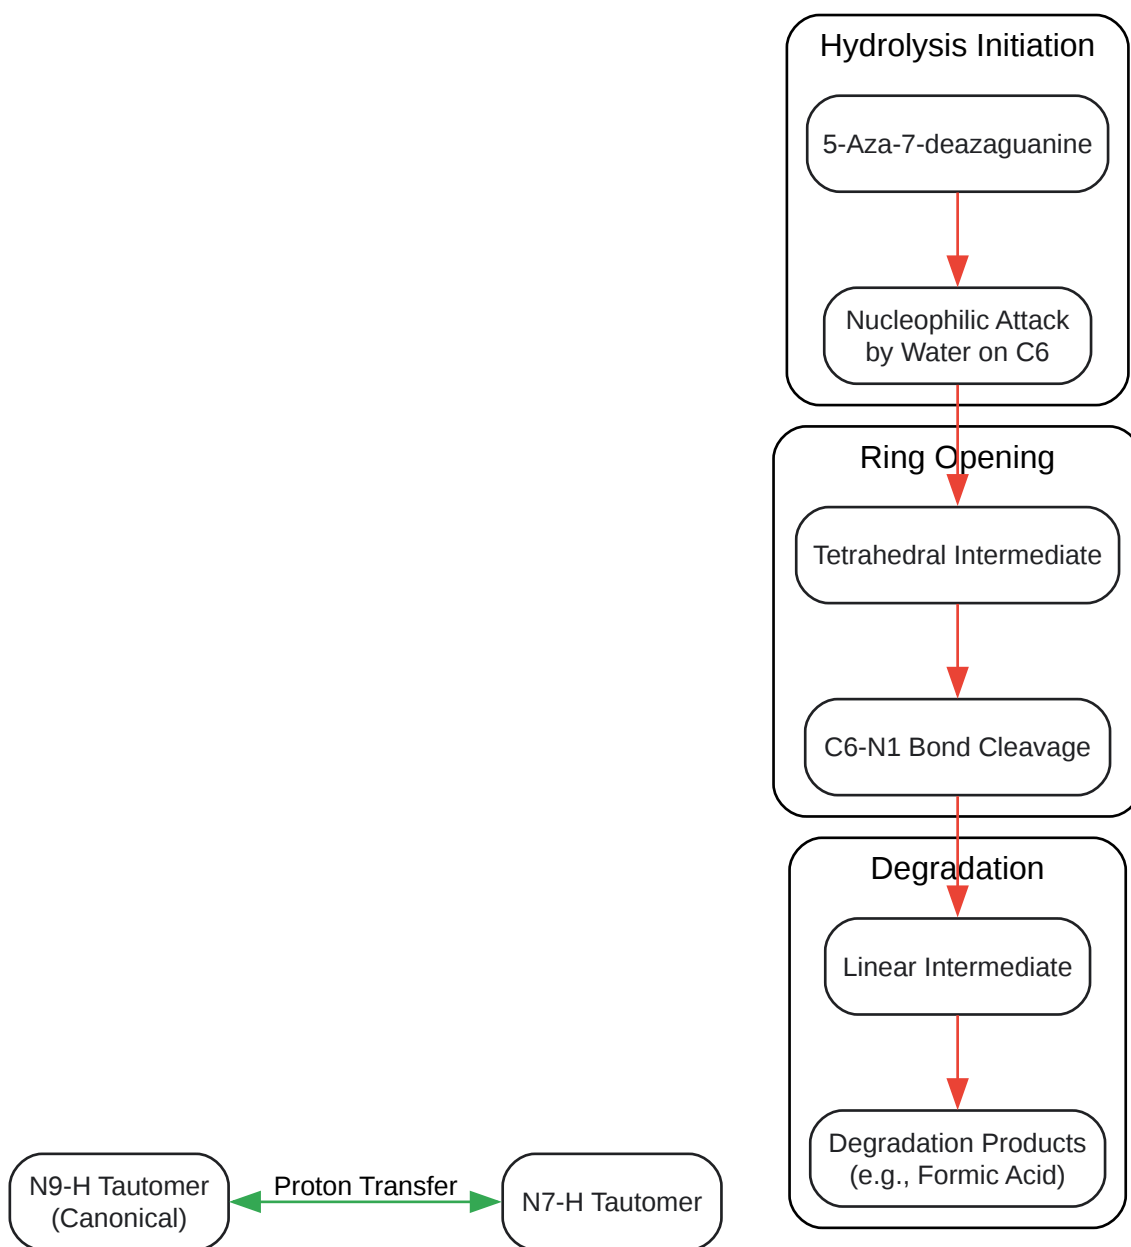 Hydrolysis Initiation
5-Aza-7-deazaguanine
Nucleophilic Attack
by Water on C6
Ring Opening
Tetrahedral Intermediate
C6-N1 Bond Cleavage
Degradation
Linear Intermediate
Degradation Products
(e.g., Formic Acid)
N9-H Tautomer
(Canonical)
Proton Transfer
N7-H Tautomer